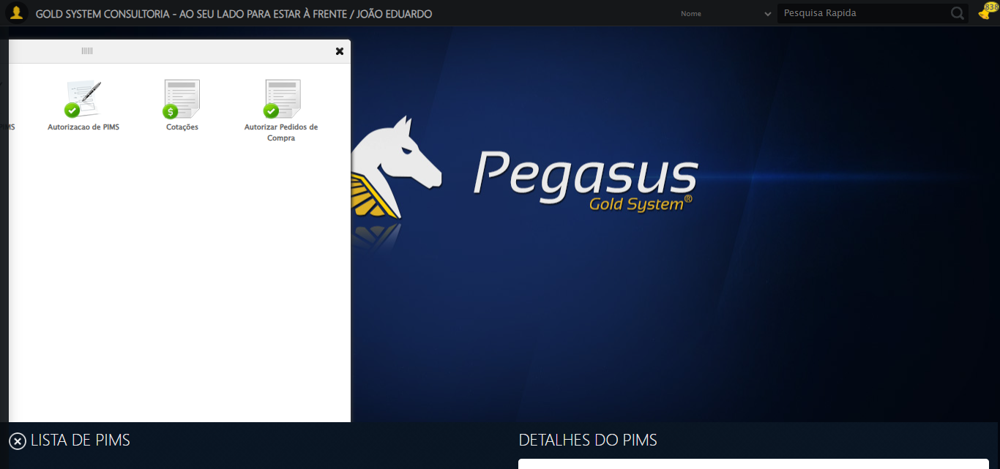 GOLD SYSTEM CONSULTORIA - AO SEU LADO PARA ESTAR À FRENTE / JOÃO EDUARDO
Nome
Pesquisa Rapida
838
PIMS
Autorizacao de PIMS
Cotações
Autorizar Pedidos de
Compra
Pegasus
Gold System®
LISTA DE PIMS
DETALHES DO PIMS